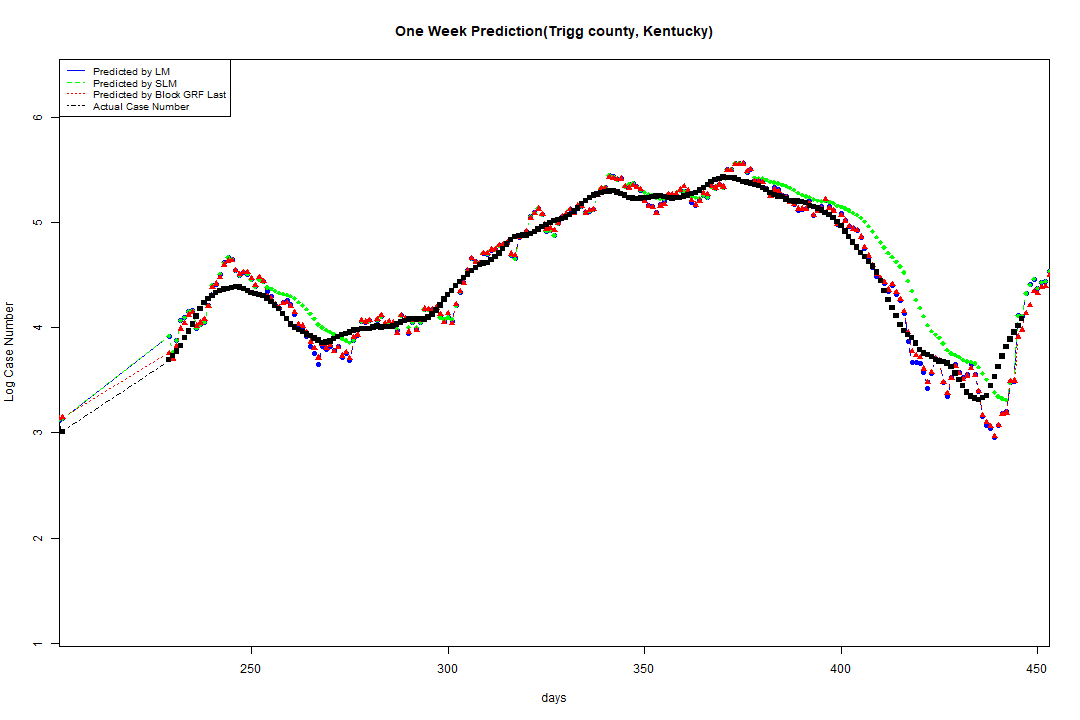 One Week Prediction(Trigg county, Kentucky)
Predicted by LM
Predicted by SLM
Predicted by Block GRF Last
Actual Case Number
Log Case Number
6
5
4
3
2
1
250 300 350 400 450
days